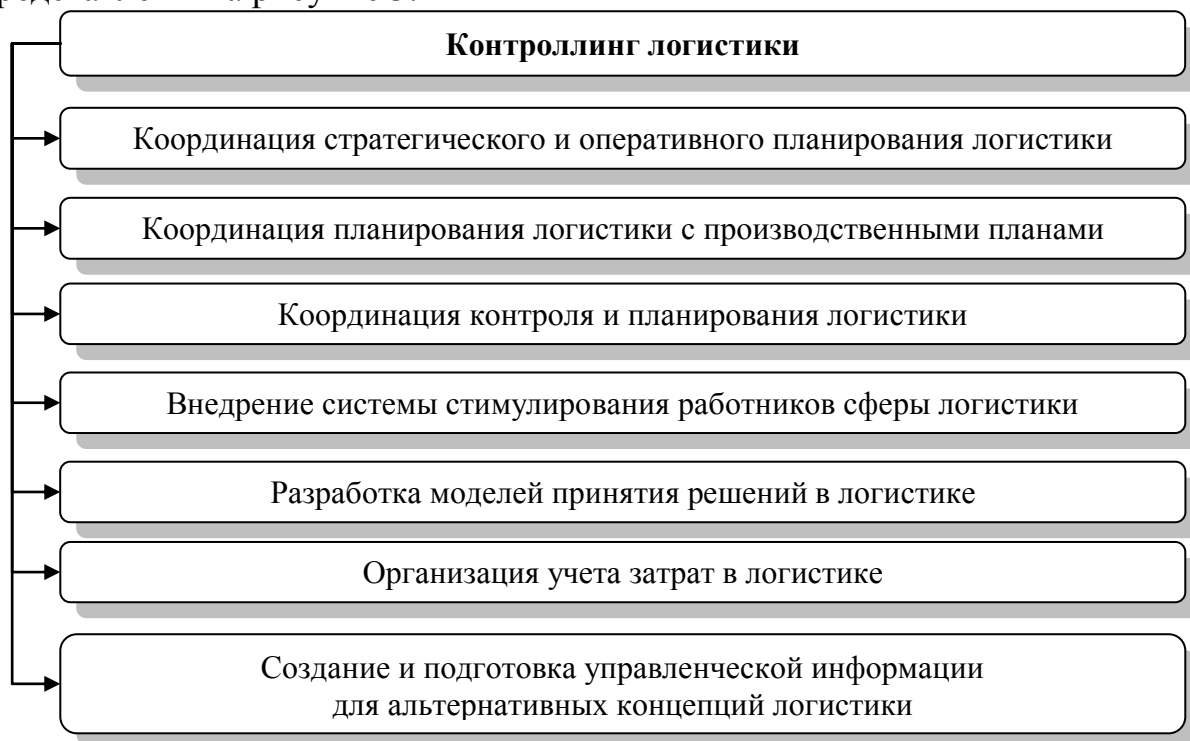 Контроллинг логистики
Координация стратегического и оперативного планирования логистики
Координация планирования логистики с производственными планами
Координация контроля и планирования логистики
Внедрение системы стимулирования работников сферы логистики
Разработка моделей принятия решений в логистике
Организация учета затрат в логистике
Создание и подготовка управленческой информации
для альтернативных концепций логистики